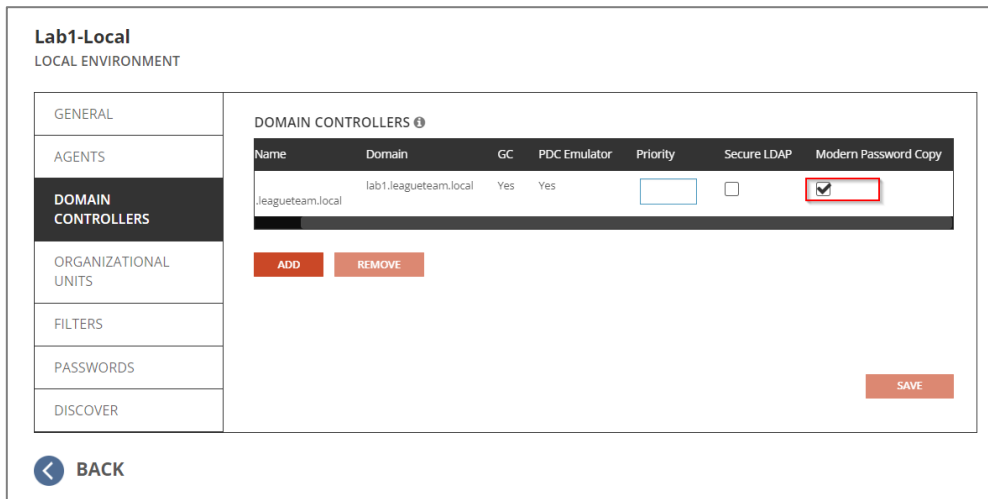 Lab1-Local
LOCAL ENVIRONMENT
GENERAL
AGENTS
DOMAIN
CONTROLLERS
ORGANIZATIONAL
UNITS
FILTERS
PASSWORDS
DISCOVER
DOMAIN CONTROLLERS
Name Domain GC PDC Emulator Priority Secure LDAP Modern Password Copy
lab1.leagueteam.local Yes Yes
.leagueteam.local
ADD REMOVE
SAVE
BACK